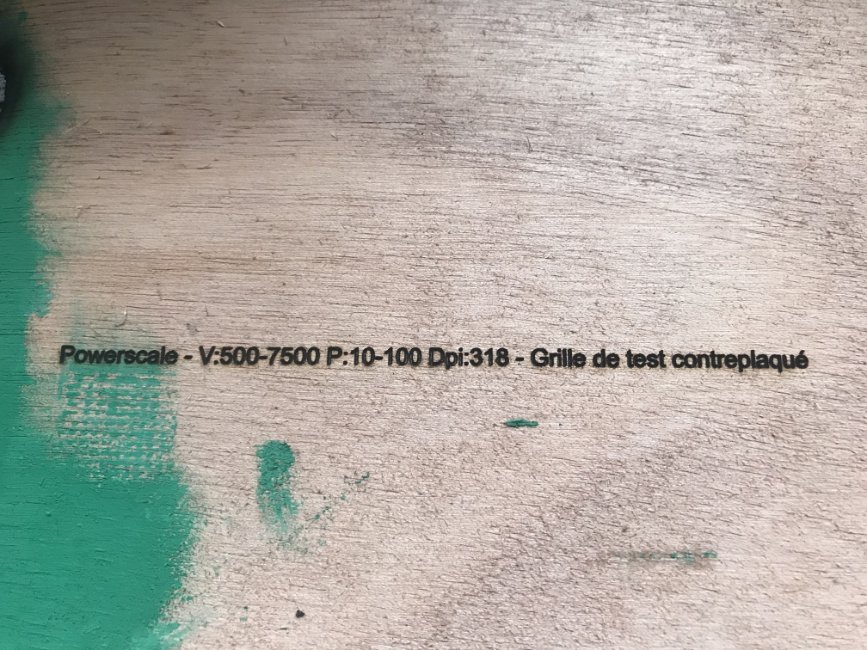 Powerscale - V:500-7500 P:10-100 Dpi:318 - Grille de test contreplaqué